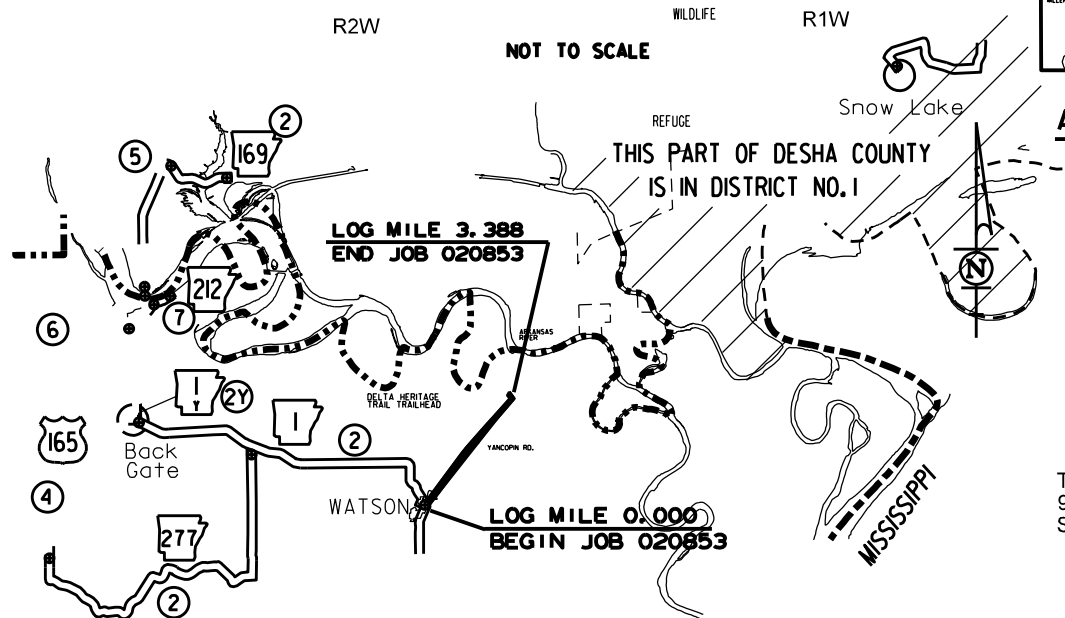 R2W
WILDLIFE
R1W
NOT TO SCALE
Snow Lake
REFUGE
2
169
5
THIS PART OF DESHA COUNTY
IS IN DISTRICT NO.1
LOG MILE 3.388
END JOB 020853
N
212
7
6
ARKANSAS
RIVER
1
Y
2Y
DELTA HERITAGE
TRAIL TRAILHEAD
1
165
2
Back
Gate
YANCOPIN RD.
4
WATSON
LOG MILE 0.000
BEGIN JOB 020853
MISSISSIPPI
277
2
T
9
S